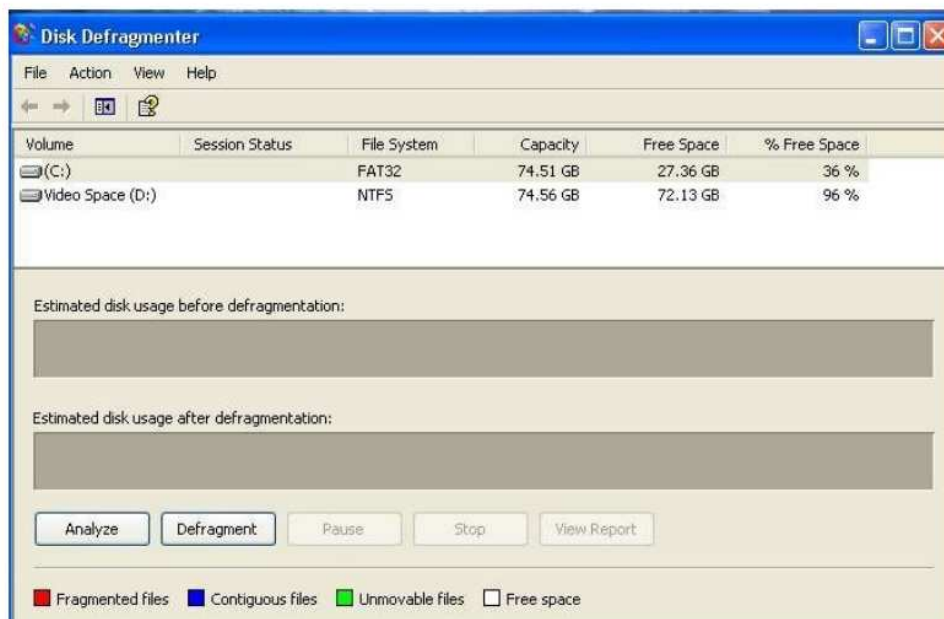 Disk Defragmenter
File Action View Help
Volume Session Status File System Capacity Free Space % Free Space
(C:) FAT32 74.51 GB 27.36 GB 36 %
Video Space (D:) NTFS 74.56 GB 72.13 GB 96 %
Estimated disk usage before defragmentation:
Estimated disk usage after defragmentation:
Analyze Defragment Pause Stop View Report
Fragmented files Contiguous files Unmovable files Free space